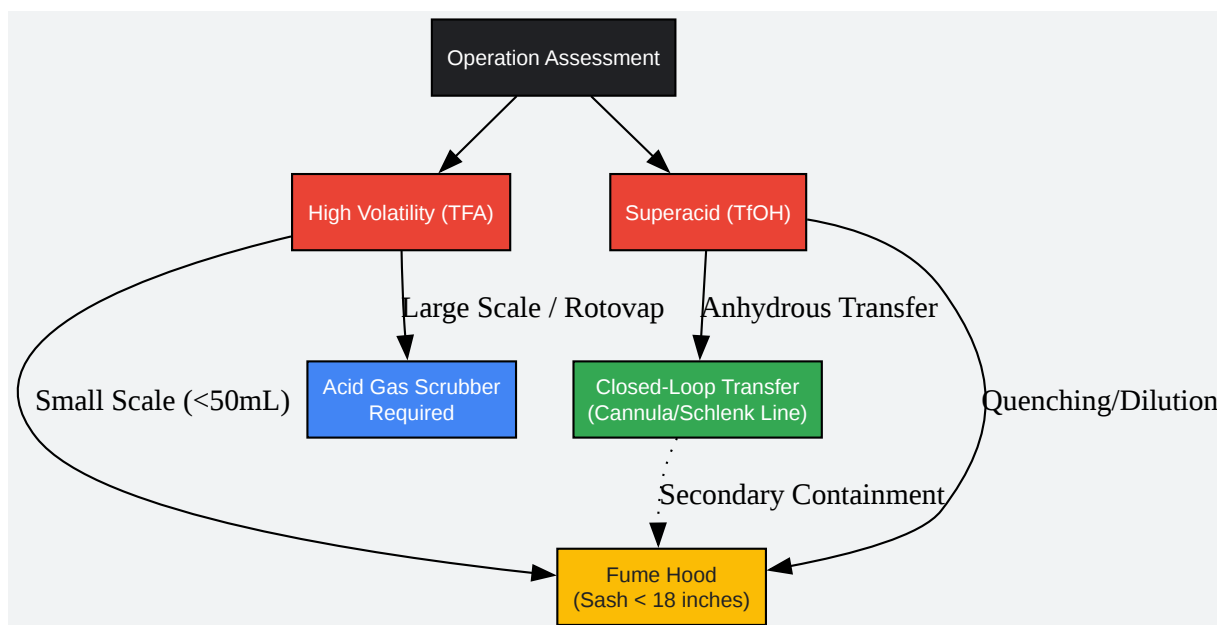 Operation Assessment
High Volatility (TFA)
Superacid (TfOH)
Large Scale / Rotovap
Anhydrous Transfer
Acid Gas Scrubber
Required
Closed-Loop Transfer
(Cannula/Schlenk Line)
Small Scale (<50mL)
Quenching/Dilution
Secondary Containment
Fume Hood
(Sash < 18 inches)